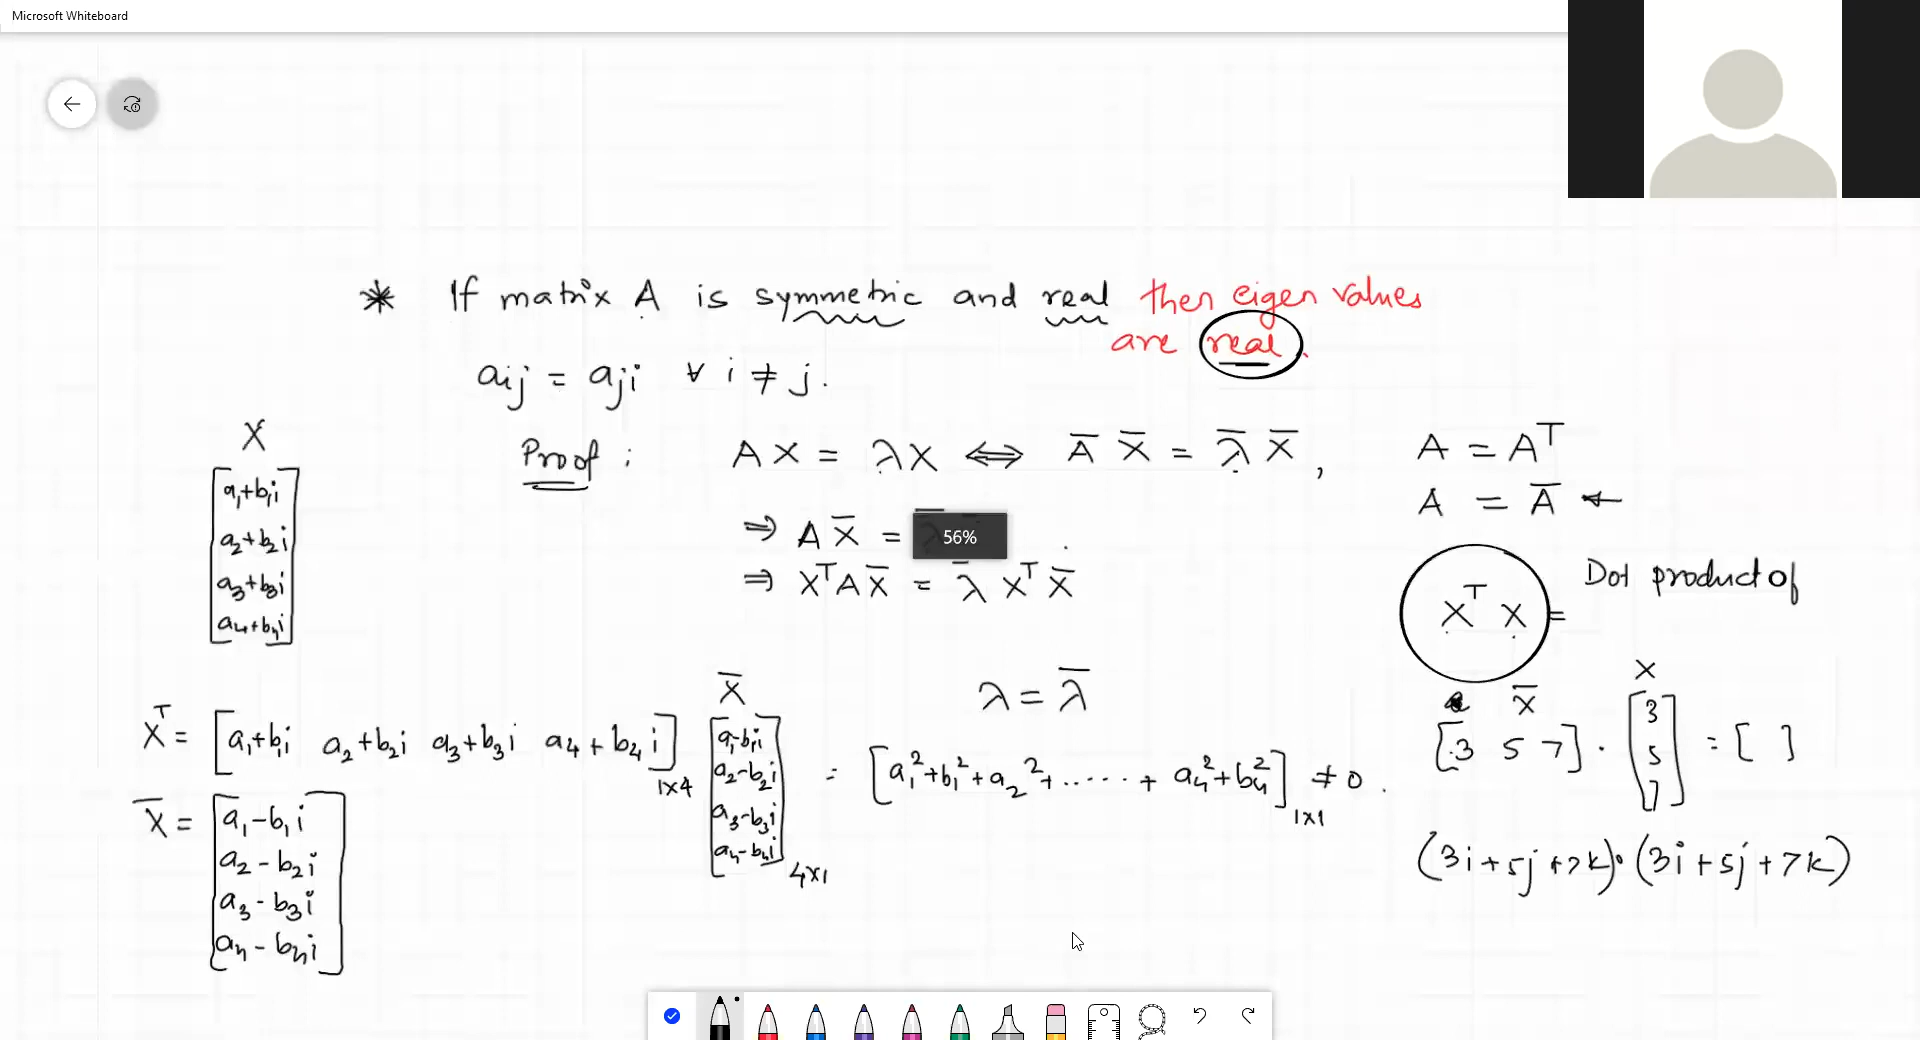 Microsoft Whiteboard
* If matrix A is symmetric and real then eigen values
are real.
aij = aji ∀ i ≠ j.
Proof : AX = λX ⟺ A̅ X̅ = λ̅ X̅ ,
A = Aᵀ
A = A̅ ←
⇒ A X̅ =
56%
⇒ XᵀA X̅ = λ̅ Xᵀ X̅
X
a₁+b₁i
a₂+b₂i
a₃+b₃i
a₄+b₄i
Xᵀ X =
Dot product of
λ = λ̅
Xᵀ = [a₁+b₁i a₂+b₂i a₃+b₃i a₄+b₄i] 1x4
X̅
a₁-b₁i
a₂-b₂i
a₃-b₃i
a₄-b₄i
4x1
= [a₁²+b₁²+a₂²+.....+ a₄²+b₄²] 1x1 ≠ 0 .
X̅ =
a₁-b₁i
a₂-b₂i
a₃-b₃i
a₄-b₄i
X̅
X
[3 5 7] . [3 5 7] = [ ]
(3i+5j+7k)•(3i+5j+7k)